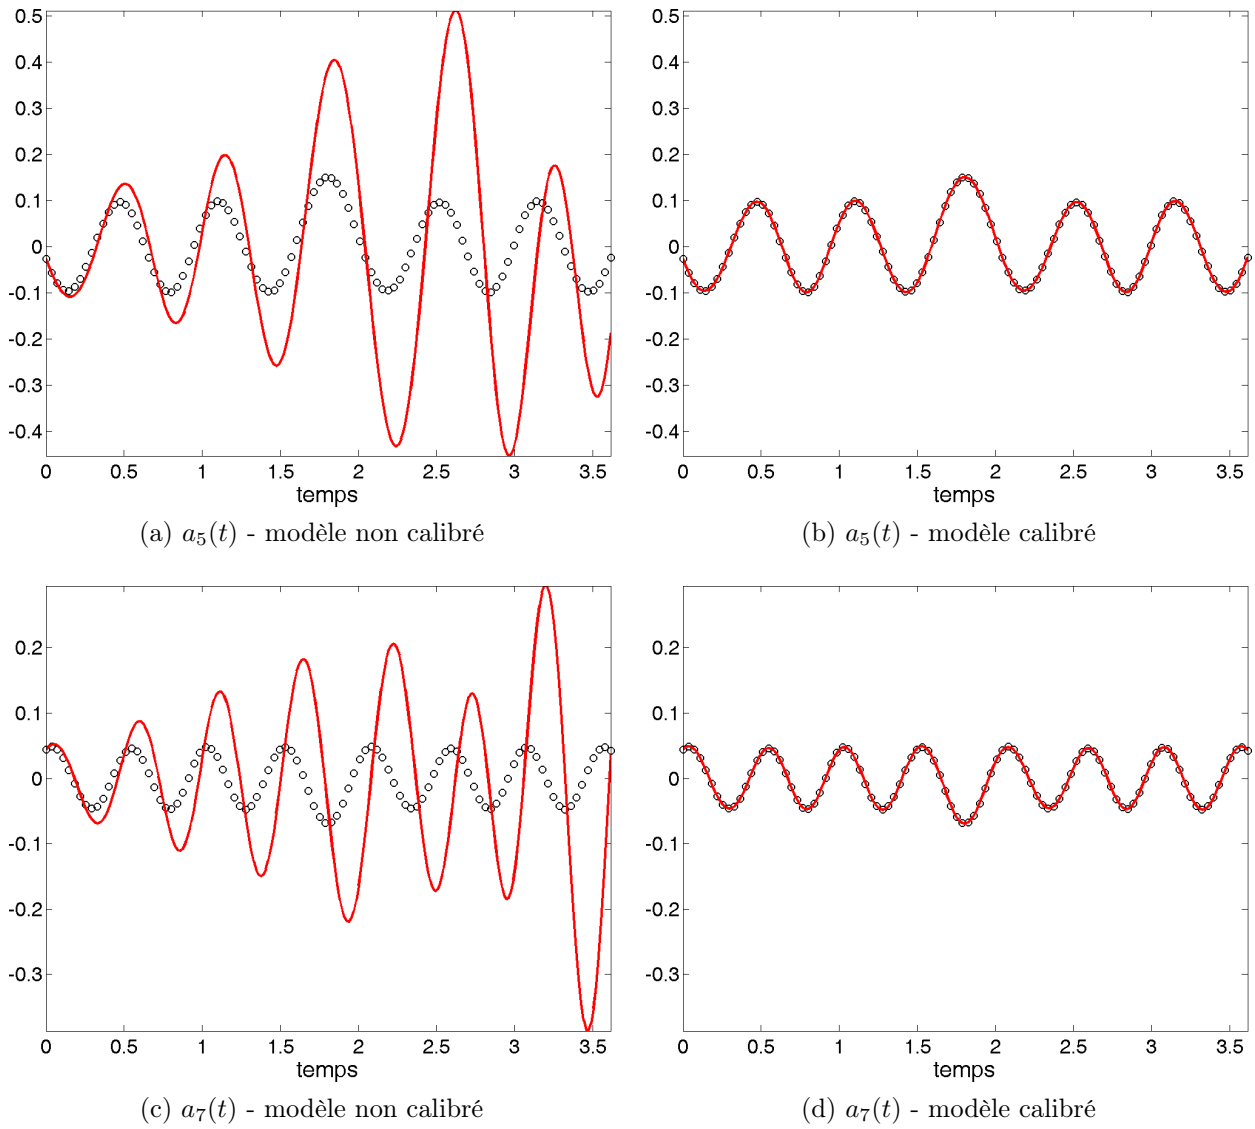 0.5
0.4
0.3
0.2
0.1
0
-0.1
-0.2
-0.3
-0.4
0 0.5 1 1.5 2 2.5 3 3.5
temps
(a) a₅(t) - modèle non calibré
0.5
0.4
0.3
0.2
0.1
0
-0.1
-0.2
-0.3
-0.4
0 0.5 1 1.5 2 2.5 3 3.5
temps
(b) a₅(t) - modèle calibré
0.2
0.1
0
-0.1
-0.2
-0.3
0 0.5 1 1.5 2 2.5 3 3.5
temps
(c) a₇(t) - modèle non calibré
0.2
0.1
0
-0.1
-0.2
-0.3
0 0.5 1 1.5 2 2.5 3 3.5
temps
(d) a₇(t) - modèle calibré